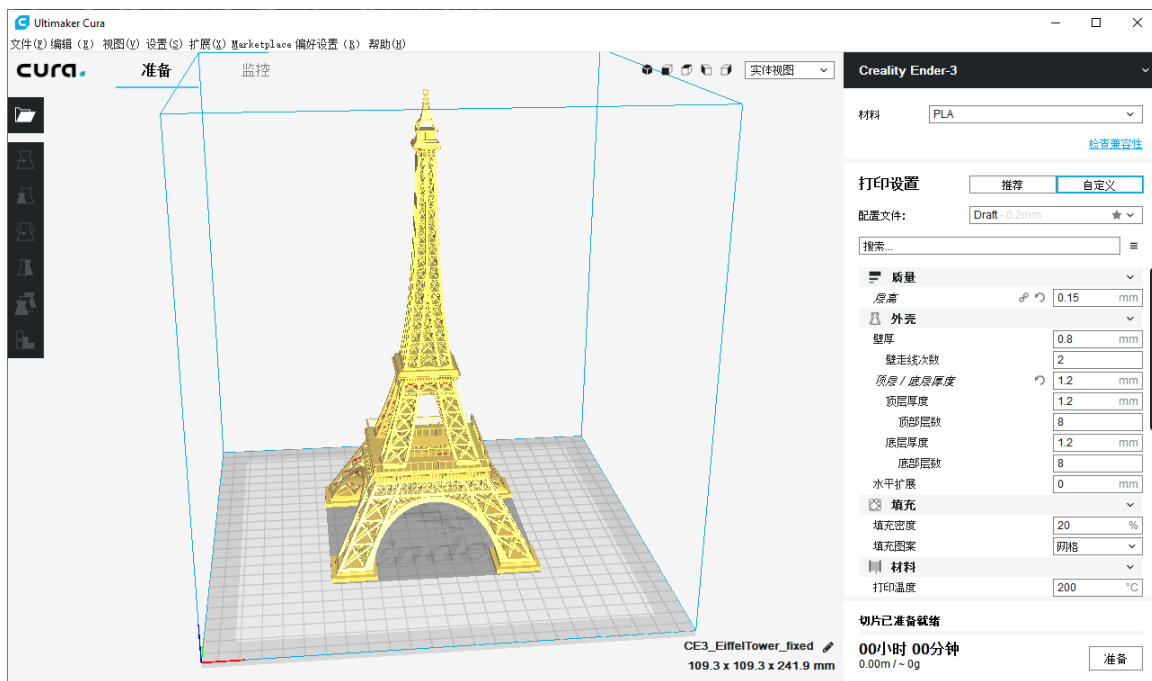 Ultimaker Cura
文件(F) 编辑 (E) 视图(V) 设置(S) 扩展(X) Marketplace 偏好设置 (R) 帮助(H)
cura. 准备 监控 实体视图 Creality Ender-3
材料 PLA
检查兼容性
打印设置 推荐 自定义
配置文件: Draft - 0.2mm
搜索...
质量
层高 0.15 mm
外壳
壁厚 0.8 mm
壁走线次数 2
顶层 / 底层厚度 1.2 mm
顶层厚度 1.2 mm
顶部层数 8
底层厚度 1.2 mm
底部层数 8
水平扩展 0 mm
填充
填充密度 20 %
填充图案 网格
材料
打印温度 200 °C
切片已准备就绪
CE3_EiffelTower_fixed
109.3 x 109.3 x 241.9 mm
00小时 00分钟
0.00m / ~ 0g
准备